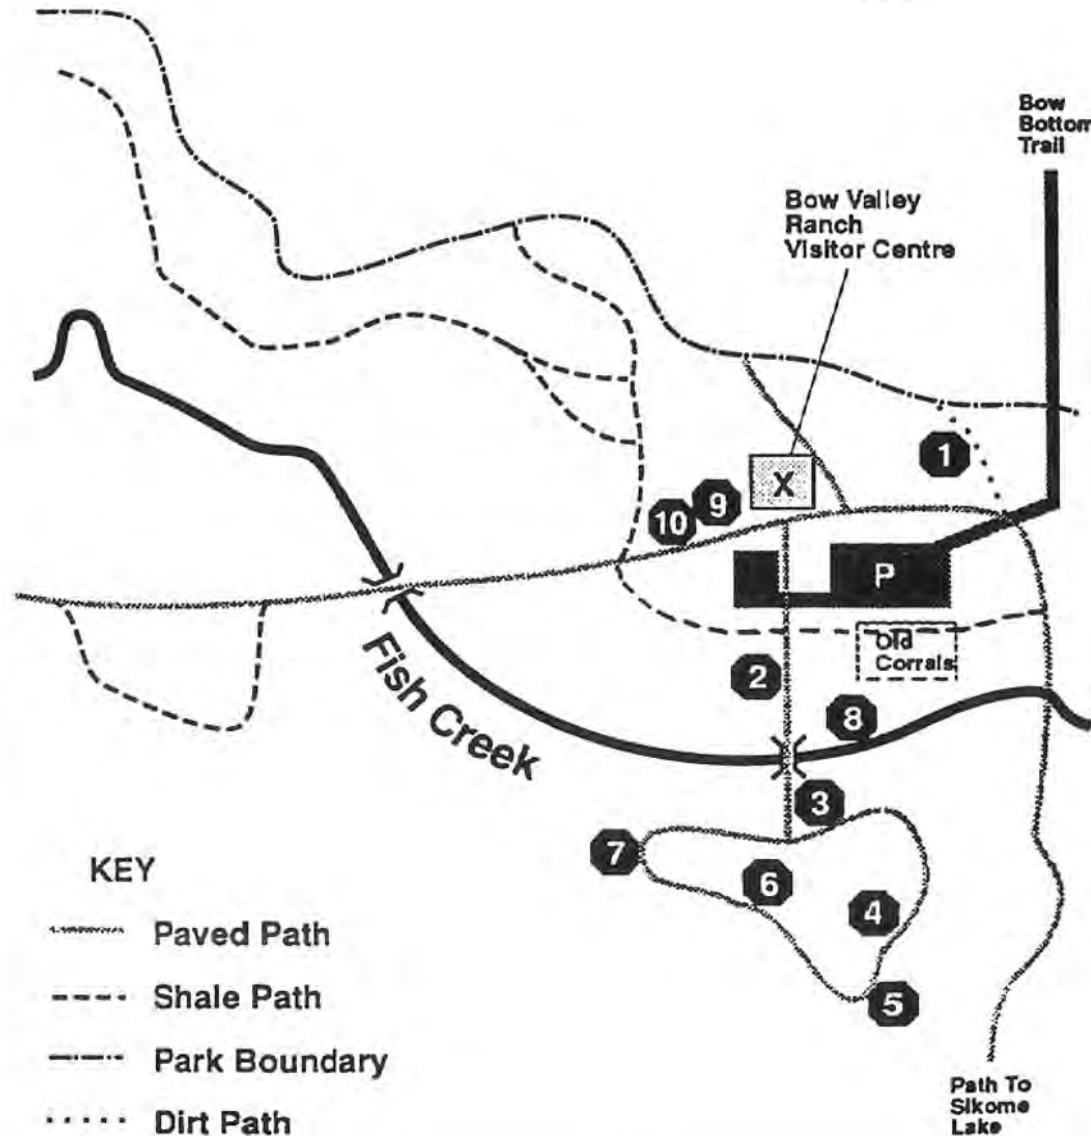 Bow
Bottom
Trail
Bow Valley
Ranch
Visitor Centre
1
X
9
10
P
Old
Corrals
2
8
Fish Creek
3
7
6
4
5
KEY
Paved Path
Shale Path
Park Boundary
Dirt Path
Path To
Sikome
Lake